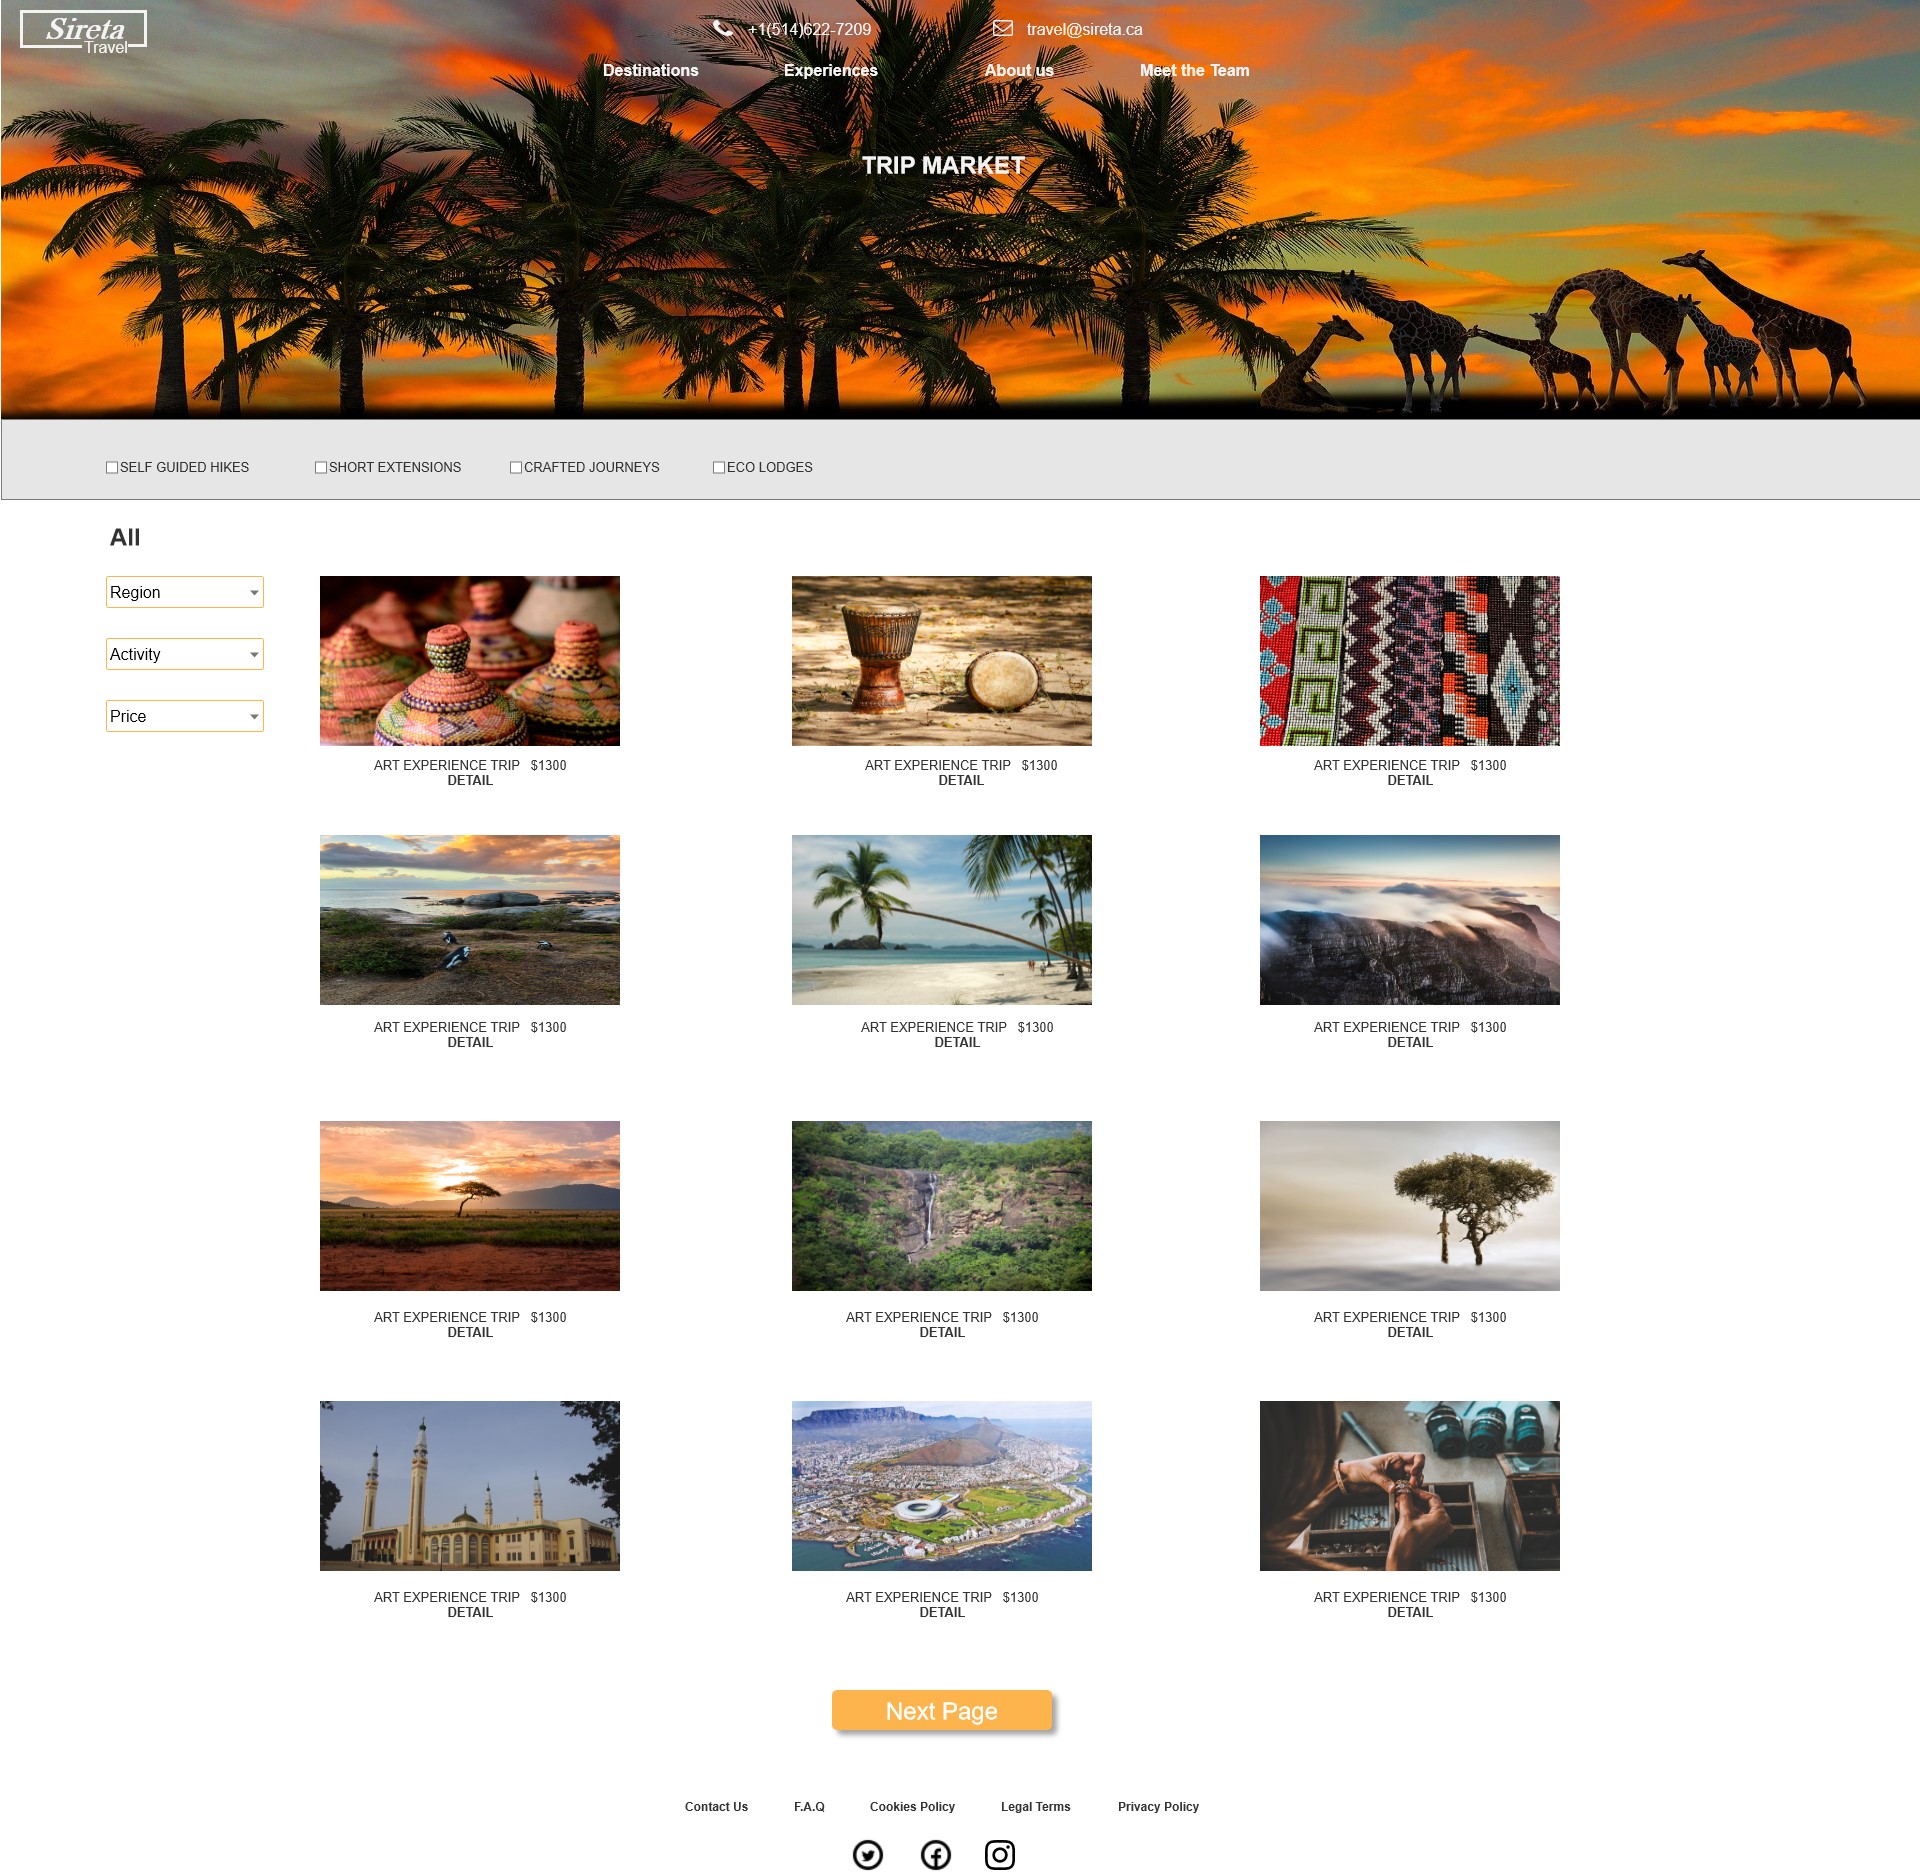 Sireta
Travel
+1(514)622-7209 travel@sireta.ca
Destinations Experiences About us Meet the Team
TRIP MARKET
SELF GUIDED HIKES SHORT EXTENSIONS CRAFTED JOURNEYS ECO LODGES
All
Region
Activity
Price
ART EXPERIENCE TRIP $1300
DETAIL
ART EXPERIENCE TRIP $1300
DETAIL
ART EXPERIENCE TRIP $1300
DETAIL
ART EXPERIENCE TRIP $1300
DETAIL
ART EXPERIENCE TRIP $1300
DETAIL
ART EXPERIENCE TRIP $1300
DETAIL
ART EXPERIENCE TRIP $1300
DETAIL
ART EXPERIENCE TRIP $1300
DETAIL
ART EXPERIENCE TRIP $1300
DETAIL
ART EXPERIENCE TRIP $1300
DETAIL
ART EXPERIENCE TRIP $1300
DETAIL
ART EXPERIENCE TRIP $1300
DETAIL
Next Page
Contact Us F.A.Q Cookies Policy Legal Terms Privacy Policy